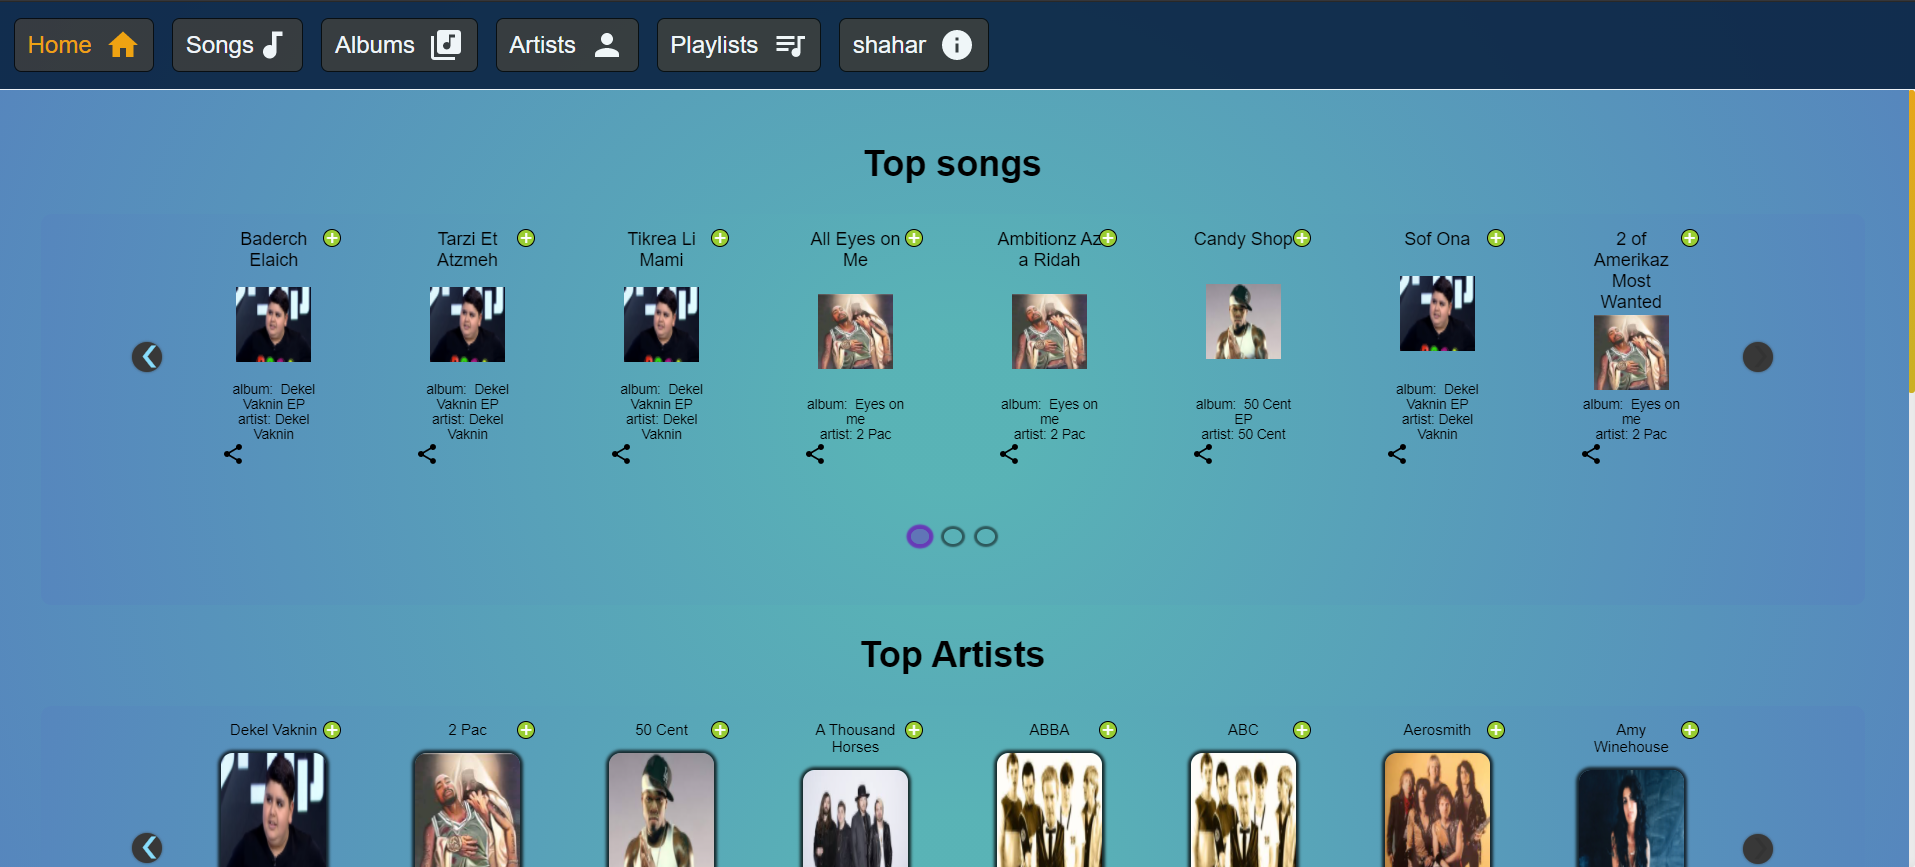 Home Songs Albums Artists Playlists shahar
Top songs
Baderch
Elaich
Tarzi Et
Atzmeh
Tikrea Li
Mami
All Eyes on
Me
Ambitionz Az
a Ridah
Candy Shop
Sof Ona
2 of
Amerikaz
Most
Wanted
album: Dekel
Vaknin EP
artist: Dekel
Vaknin
album: Dekel
Vaknin EP
artist: Dekel
Vaknin
album: Dekel
Vaknin EP
artist: Dekel
Vaknin
album: Eyes on
me
artist: 2 Pac
album: Eyes on
me
artist: 2 Pac
album: 50 Cent
EP
artist: 50 Cent
album: Dekel
Vaknin EP
artist: Dekel
Vaknin
album: Eyes on
me
artist: 2 Pac
Top Artists
Dekel Vaknin
2 Pac
50 Cent
A Thousand
Horses
ABBA
ABC
Aerosmith
Amy
Winehouse